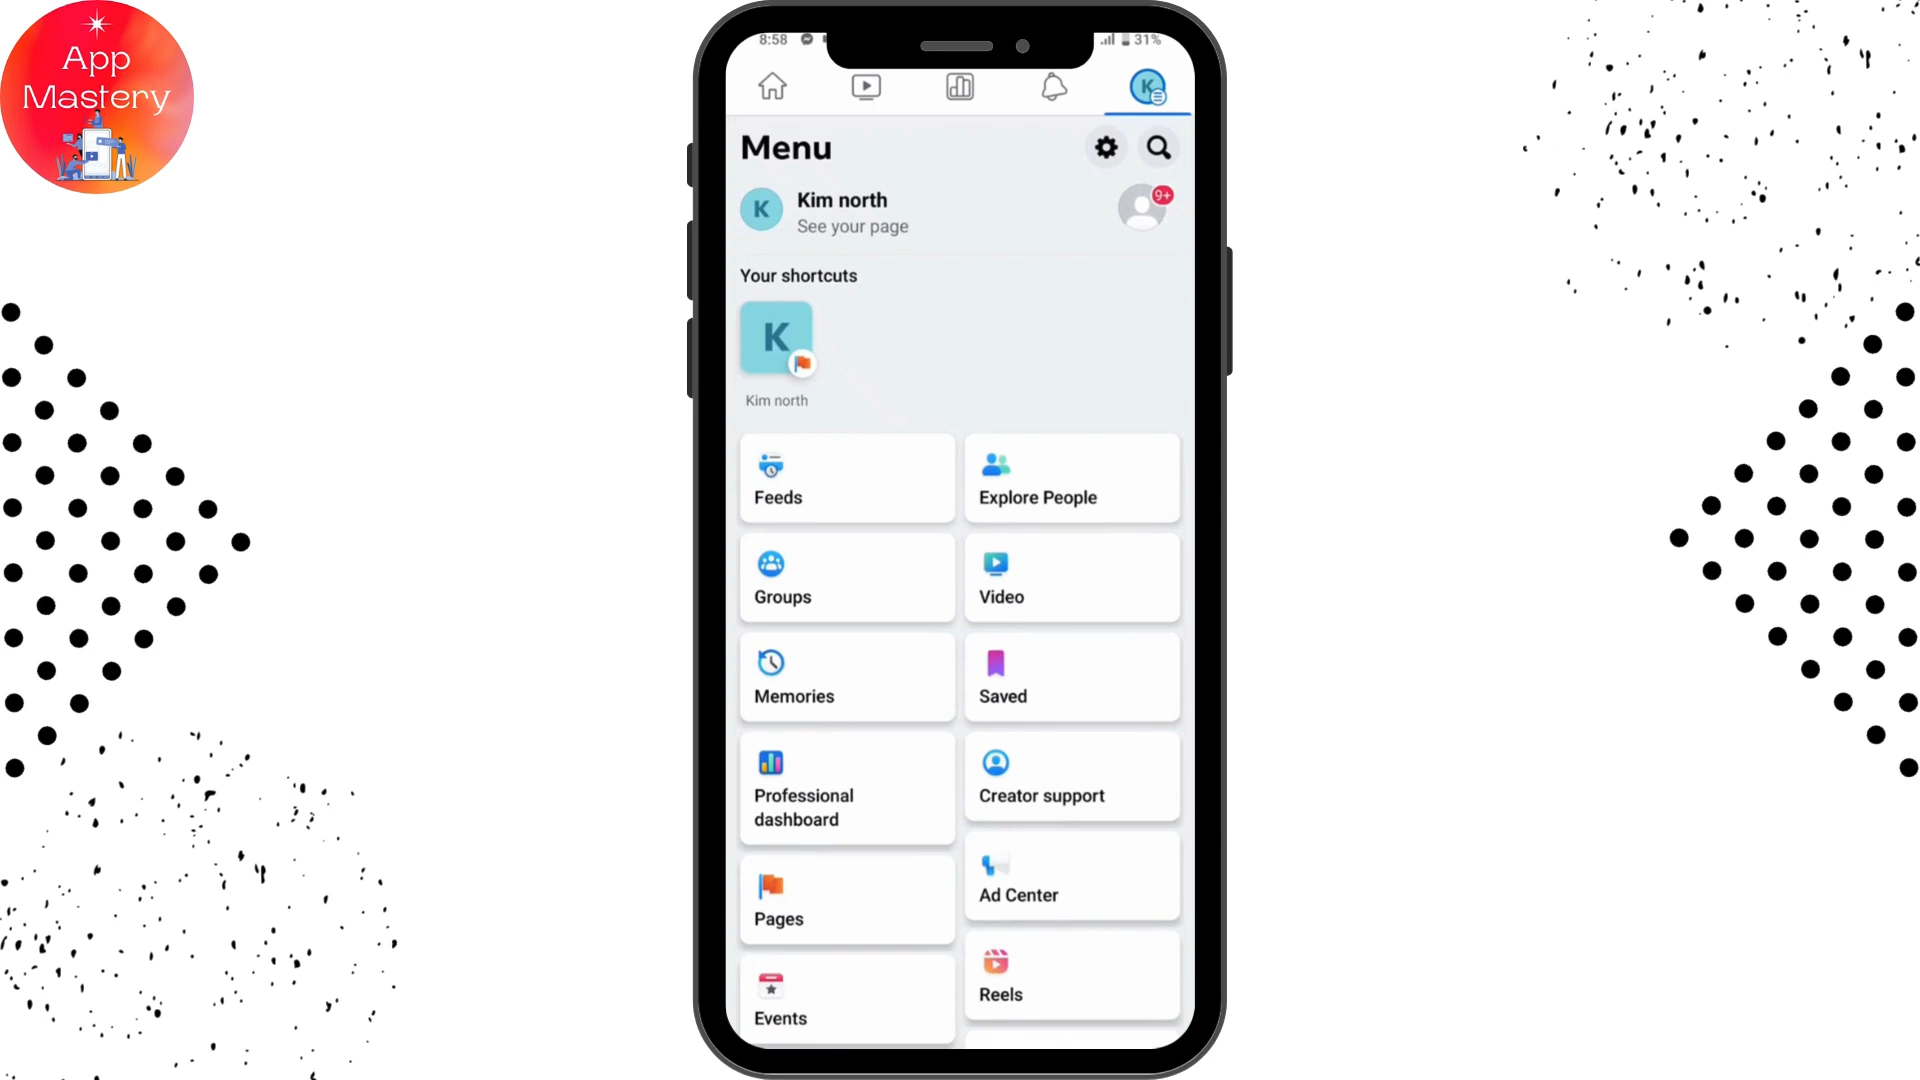 App
Mastery
8:58
31%
K
Menu
K
Kim north
See your page
9+
Your shortcuts
K
Kim north
Feeds
Explore People
Groups
Video
Memories
Saved
Professional
dashboard
Creator support
Pages
Ad Center
Events
Reels